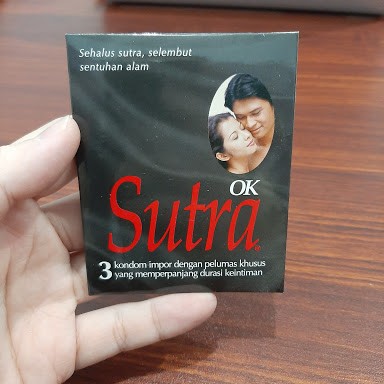 Sehalus sutra, selembut
sentuhan alam
OK
Sutra®
3 kondom impor dengan pelumas khusus
yang memperpanjang durasi keintiman